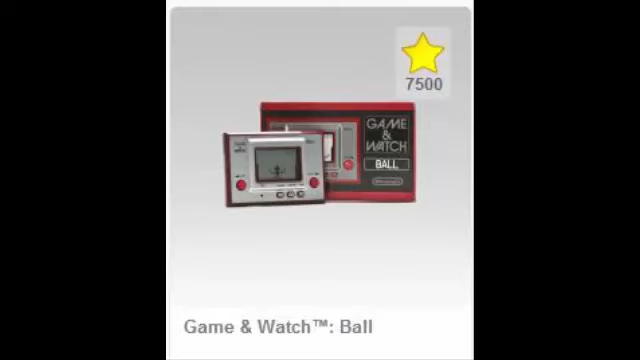 7500
GAME
&
WATCH
BALL
Nintendo
Game & Watch™: Ball